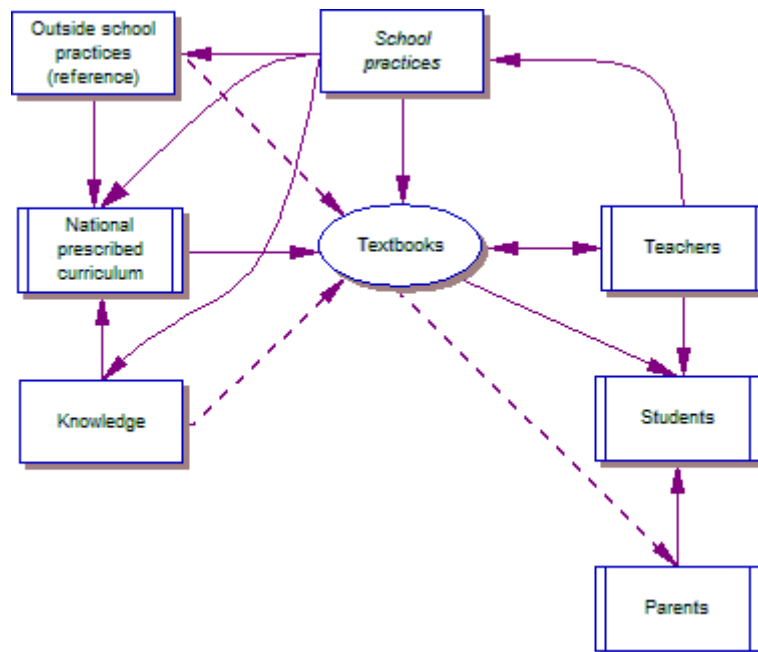 Outside school
practices
(reference)
School
practices
National
prescribed
curriculum
Textbooks
Teachers
Knowledge
Students
Parents